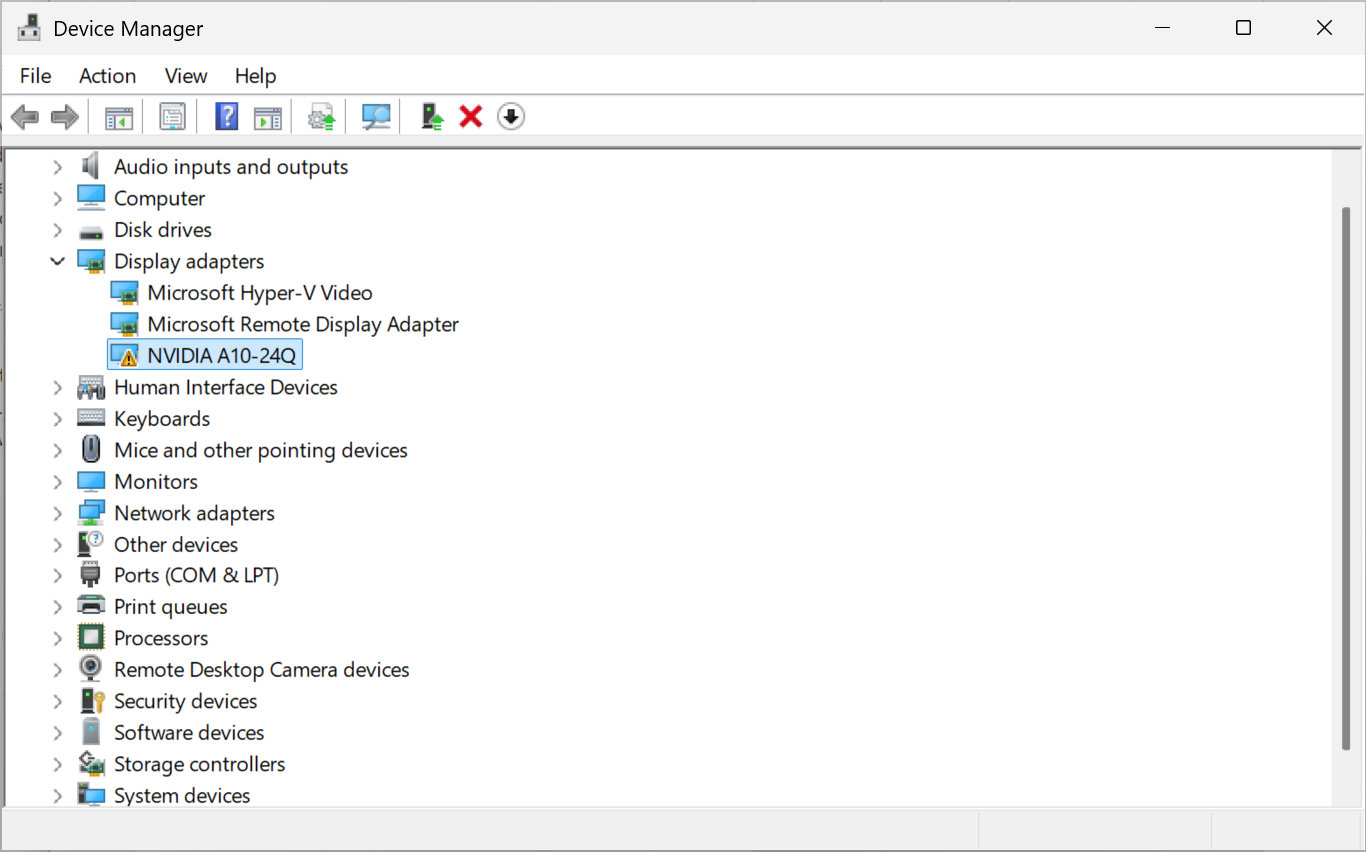 Device Manager
File Action View Help
Audio inputs and outputs
Computer
Disk drives
Display adapters
Microsoft Hyper-V Video
Microsoft Remote Display Adapter
NVIDIA A10-24Q
Human Interface Devices
Keyboards
Mice and other pointing devices
Monitors
Network adapters
Other devices
Ports (COM & LPT)
Print queues
Processors
Remote Desktop Camera devices
Security devices
Software devices
Storage controllers
System devices